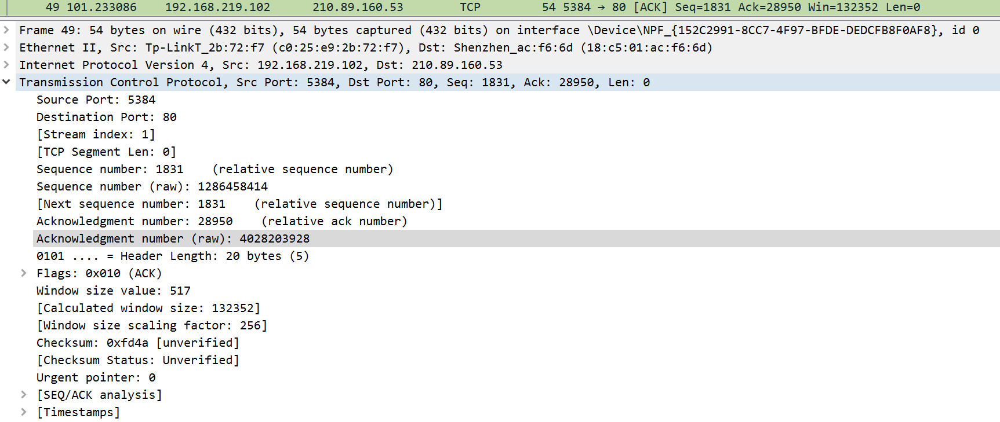 49 101.233086 192.168.219.102 210.89.160.53 TCP 54 5384 → 80 [ACK] Seq=1831 Ack=28950 Win=132352 Len=0
Frame 49: 54 bytes on wire (432 bits), 54 bytes captured (432 bits) on interface \Device\NPF_{152C2991-8CC7-4F97-BFDE-DEDCFB8F0AF8}, id 0
Ethernet II, Src: Tp-LinkT_2b:72:f7 (c0:25:e9:2b:72:f7), Dst: Shenzhen_ac:f6:6d (18:c5:01:ac:f6:6d)
Internet Protocol Version 4, Src: 192.168.219.102, Dst: 210.89.160.53
Transmission Control Protocol, Src Port: 5384, Dst Port: 80, Seq: 1831, Ack: 28950, Len: 0
Source Port: 5384
Destination Port: 80
[Stream index: 1]
[TCP Segment Len: 0]
Sequence number: 1831 (relative sequence number)
Sequence number (raw): 1286458414
[Next sequence number: 1831 (relative sequence number)]
Acknowledgment number: 28950 (relative ack number)
Acknowledgment number (raw): 4028203928
0101 .... = Header Length: 20 bytes (5)
Flags: 0x010 (ACK)
Window size value: 517
[Calculated window size: 132352]
[Window size scaling factor: 256]
Checksum: 0xfd4a [unverified]
[Checksum Status: Unverified]
Urgent pointer: 0
[SEQ/ACK analysis]
[Timestamps]